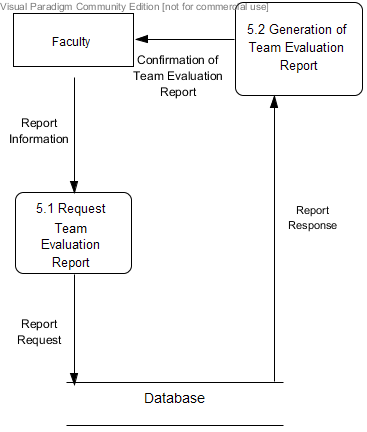 Visual Paradigm Community Edition [not for commercial use]
5.2 Generation of
Team Evaluation
Report
Faculty
Confirmation of
Team Evaluation
Report
Report
Information
5.1 Request
Team
Evaluation
Report
Report
Response
Report
Request
Database